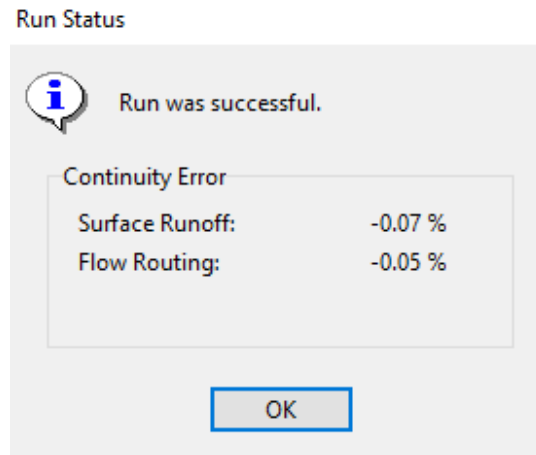 Run Status
Run was successful.
Continuity Error
Surface Runoff: -0.07 %
Flow Routing: -0.05 %
OK